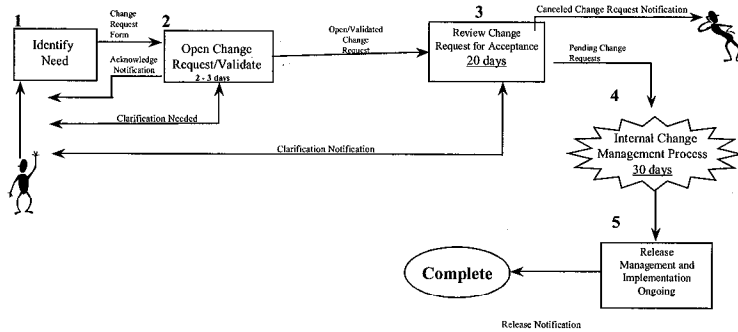 1
Identify
Need
Change
Request
Form
Acknowledge
Notification
2
Open Change
Request/Validate
2 - 3 days
Clarification Needed
Clarification Notification
Open/Validated
Change
Request
3
Review Change
Request for Acceptance
20 days
Canceled Change Request Notification
Pending Change
Requests
4
Internal Change
Management Process
30 days
5
Release
Management and
Implementation
Ongoing
Complete
Release Notification